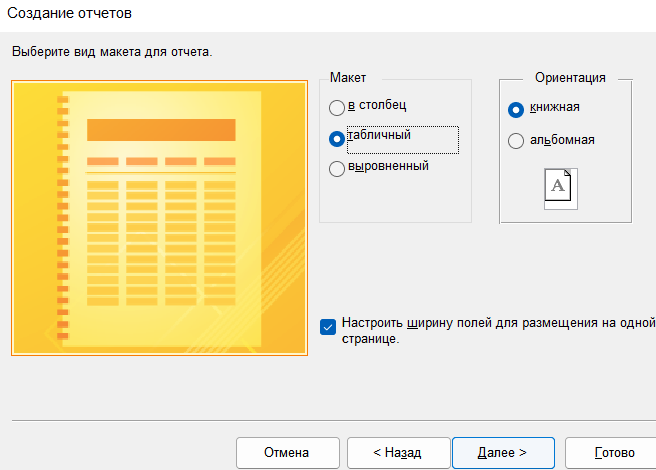 Создание отчетов
Выберите вид макета для отчета.
Макет
в столбец
табличный
выровненный
Ориентация
книжная
альбомная
A
Настроить ширину полей для размещения на одной
странице.
Отмена
< Назад
Далее >
Готово